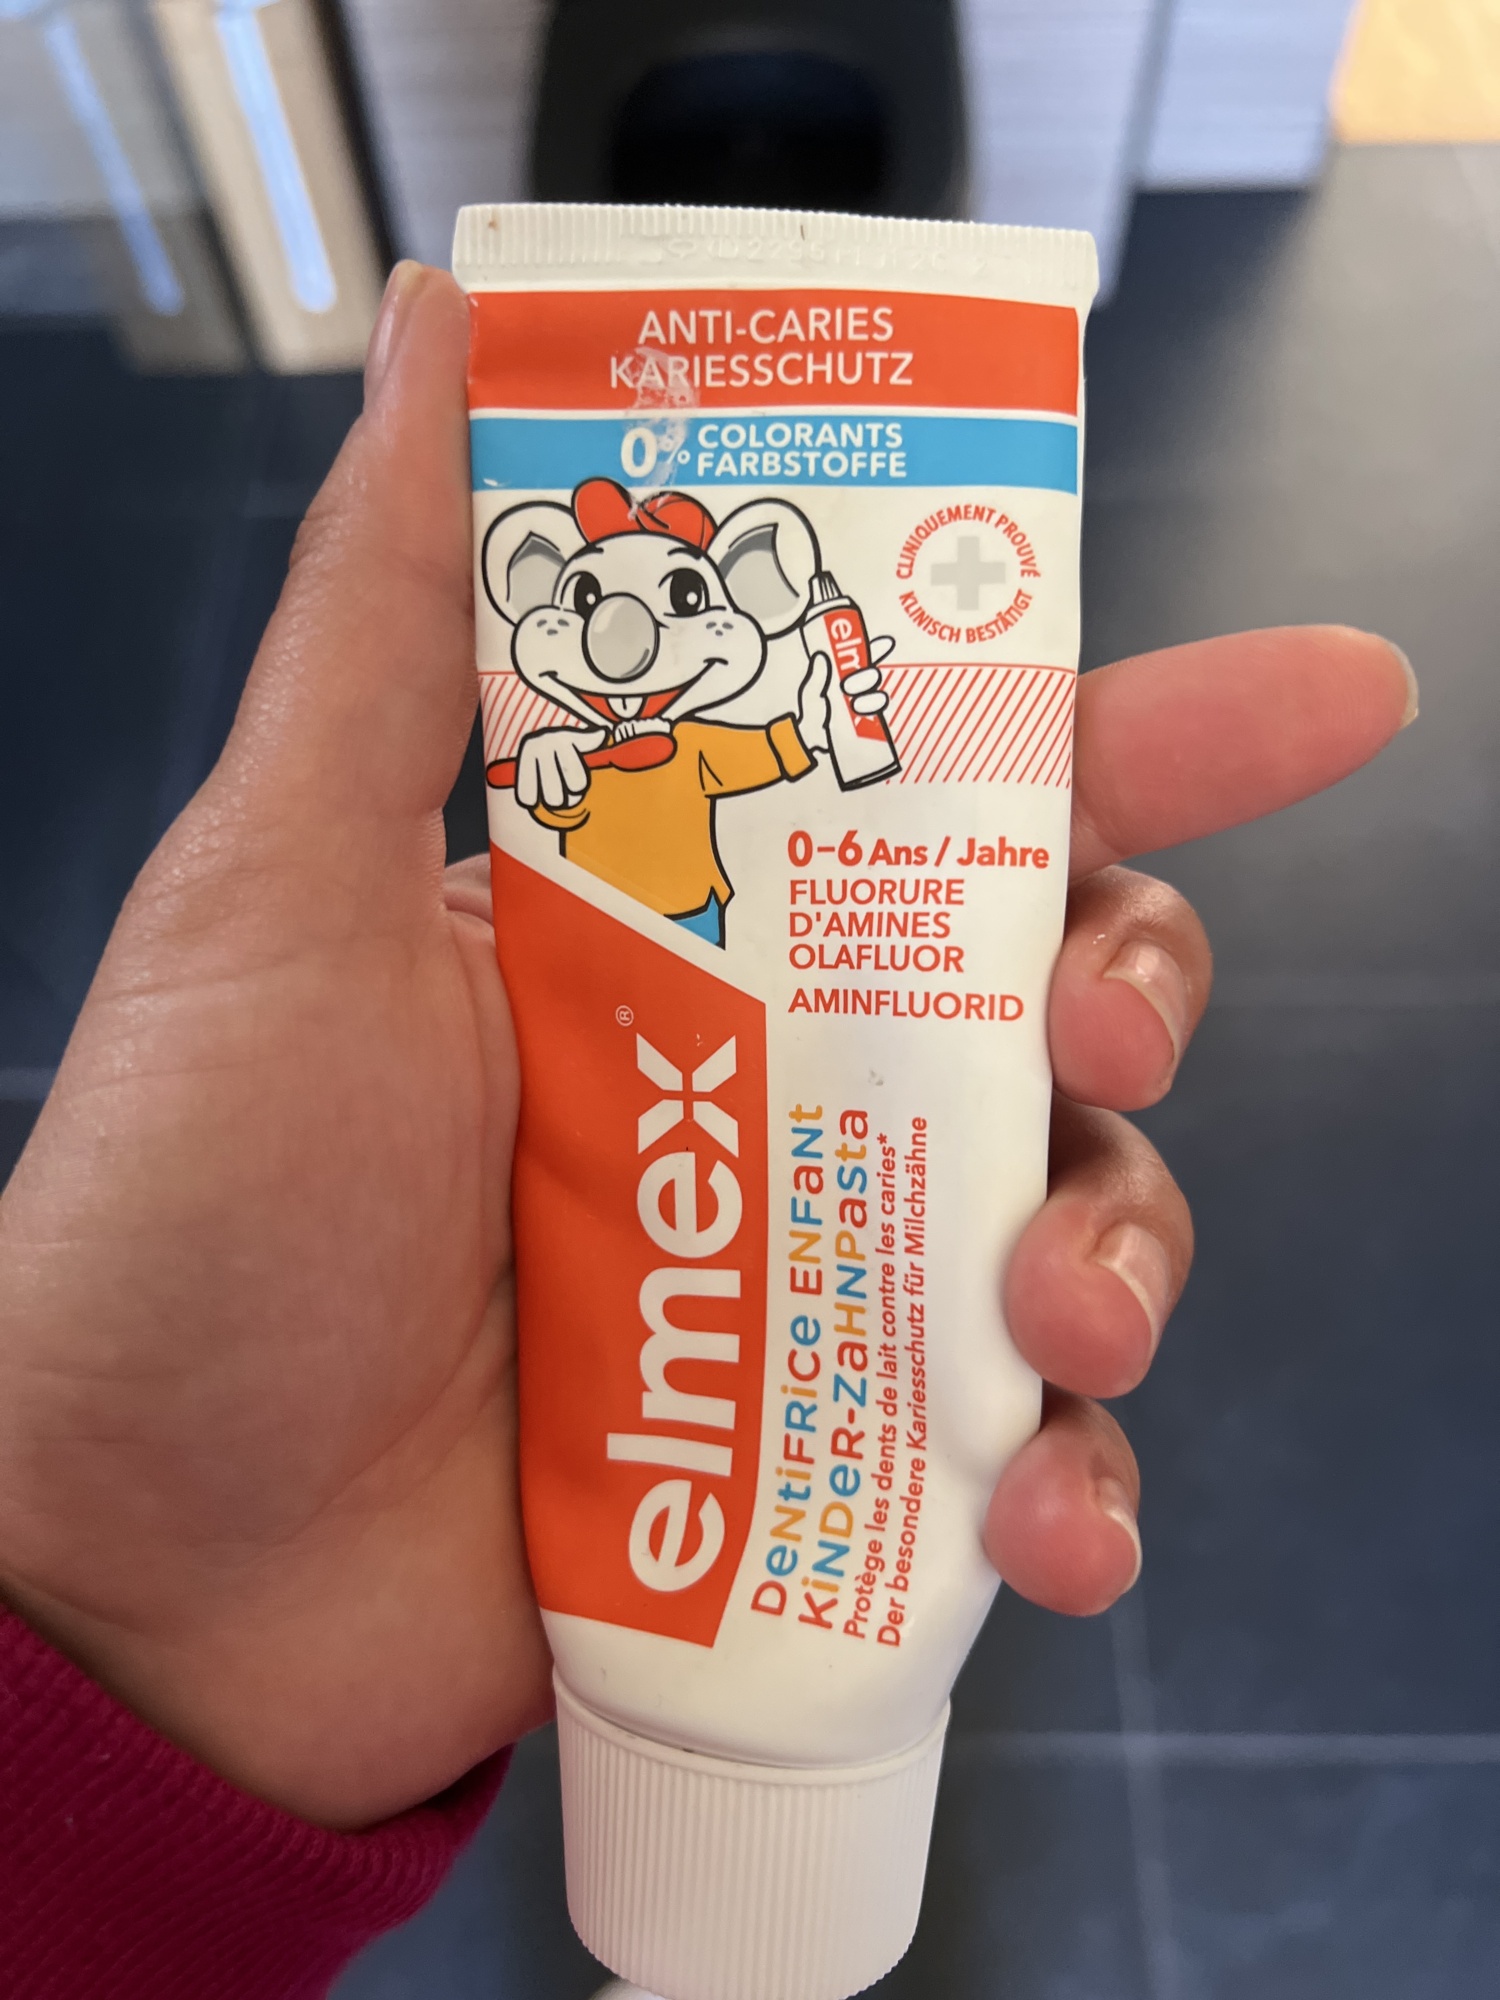 ANTI-CARIES
KARIESSCHUTZ
0% COLORANTS
FARBSTOFFE
CLINIQUEMENT PROUVÉ
KLINISCH BESTÄTIGT
elm x
0-6 Ans / Jahre
FLUORURE
D'AMINES
OLAFLUOR
AMINFLUORID
elmex®
DeNtiFRiCe ENFaNt
KiNDeR-ZaHNPasta
Protège les dents de lait contre les caries*
Der besondere Kariesschutz für Milchzähne